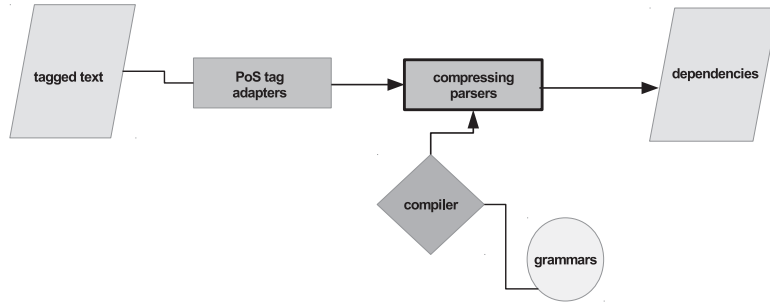 tagged text
PoS tag
adapters
compressing
parsers
dependencies
compiler
grammars